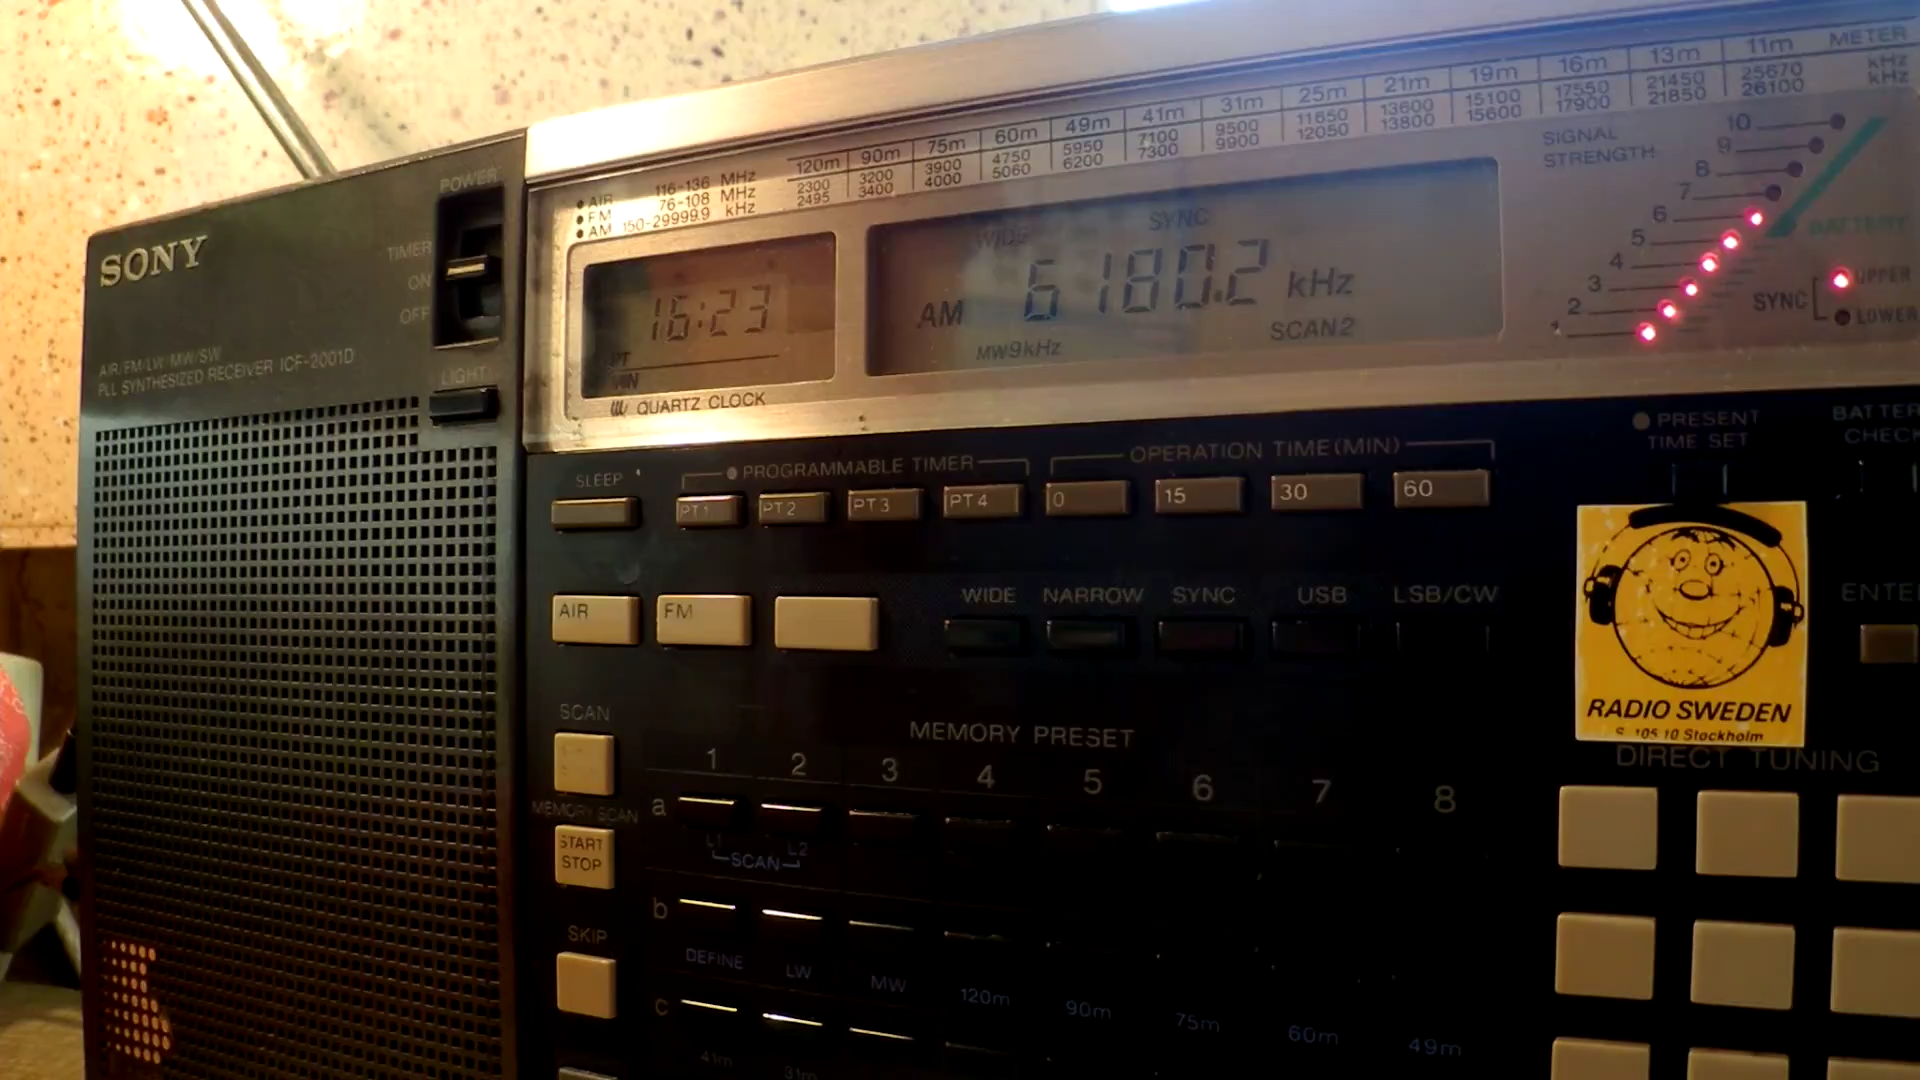 SONY
POWER
TIMER
ON
OFF
AIR/FM/LW/MW/SW
PLL SYNTHESIZED RECEIVER ICF-2001D
LIGHT
AIR 116-136 MHz
FM 76-108 MHz
AM 150-29999.9 kHz
120m 90m 75m 60m 49m 41m 31m 25m 21m 19m 16m 13m 11m METER
2300 3200 3900 4750 5950 7100 9500 11650 13600 15100 17550 21450 25670 kHz
2495 3400 4000 5060 6200 7300 9900 12050 13800 15600 17900 21850 26100 kHz
16:23
QUARTZ CLOCK
WIDE SYNC
AM 6180.2 kHz
MW9kHz SCAN2
SIGNAL
STRENGTH
10
9
8
7
6
5
4
3
2
1
BATTERY
SYNC
UPPER
LOWER
SLEEP
PROGRAMMABLE TIMER
OPERATION TIME(MIN)
PT1 PT2 PT3 PT4 0 15 30 60
PRESENT
TIME SET
AIR FM
WIDE NARROW SYNC USB LSB/CW
RADIO SWEDEN
S-105 10 Stockholm
DIRECT TUNING
SCAN
MEMORY SCAN
START
STOP
SKIP
MEMORY PRESET
1 2 3 4 5 6 7 8
a
L1 SCAN L2
b
DEFINE LW MW 120m 90m 75m 60m 49m
c
41m 31m